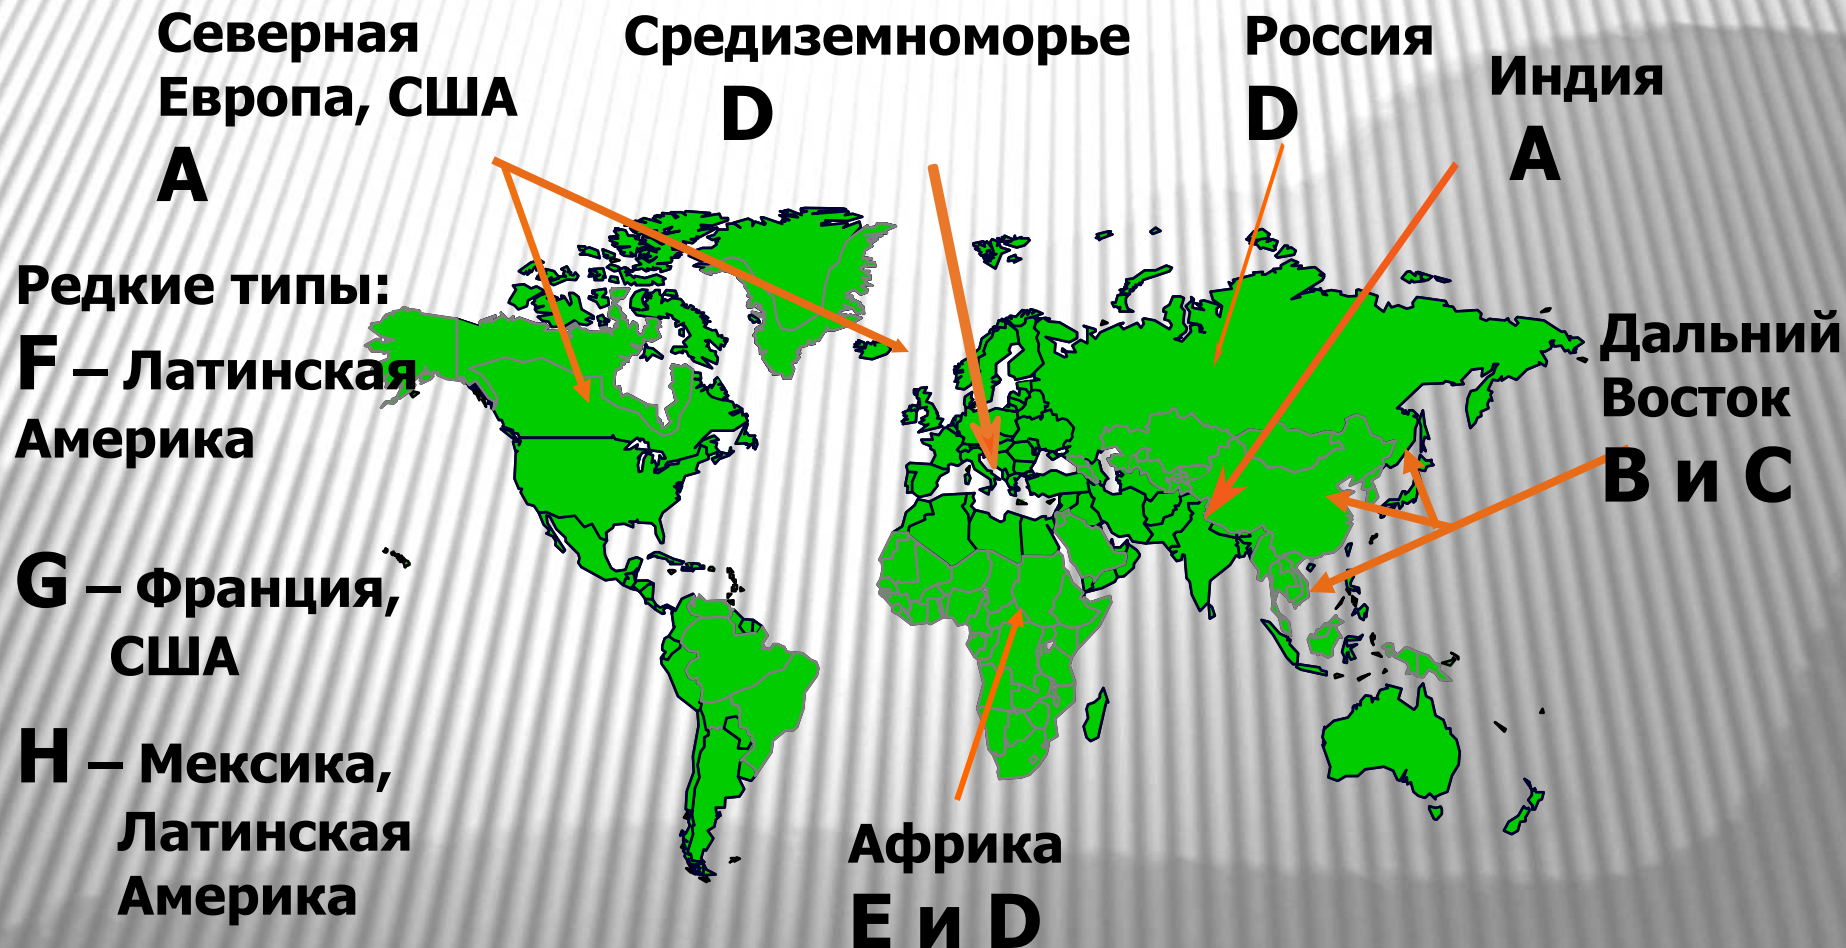 Северная
Европа, США
A
Средиземноморье
D
Россия
D
Индия
A
Редкие типы:
F – Латинская
Америка
G – Франция,
США
H – Мексика,
Латинская
Америка
Дальний
Восток
B и C
Африка
E и D